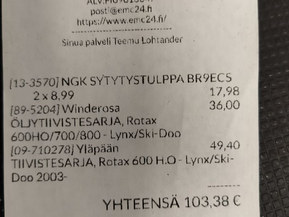 posti@emc24.fi
https://www.emc24.fi
Sinua palveli Teemu Lohtander
[13-3570] NGK SYTYTYSTULPPA BR9ECS
2 x 8,99 17,98
[89-5204] Winderosa 36,00
ÖLJYTIIVISTESARJA, Rotax
600HO/700/800 - Lynx/Ski-Doo
[09-710278] Yläpään 49,40
TIIVISTESARJA, Rotax 600 H.O - Lynx/Ski-
Doo 2003-
YHTEENSÄ 103,38 €